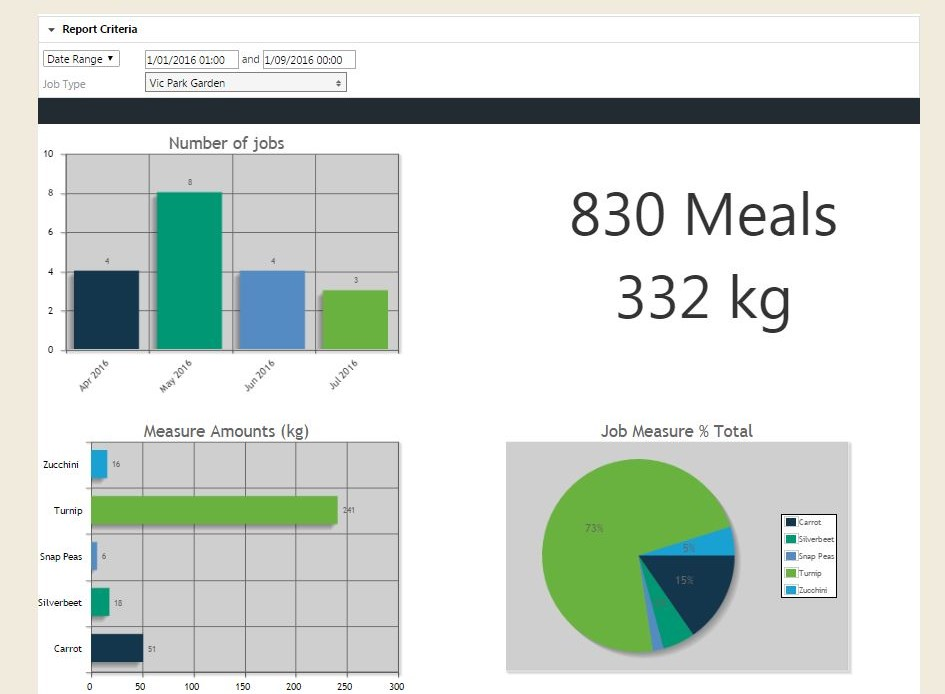 Report Criteria
Date Range
1/01/2016 01:00 and 1/09/2016 00:00
Job Type
Vic Park Garden
Number of jobs
10
8
6
4
2
0
4
8
4
3
Apr 2016
May 2016
Jun 2016
Jul 2016
830 Meals
332 kg
Measure Amounts (kg)
Zucchini 16
Turnip 241
Snap Peas 6
Silverbeet 18
Carrot 51
0 50 100 150 200 250 300
Job Measure % Total
73%
5%
15%
Carrot
Silverbeet
Snap Peas
Turnip
Zucchini